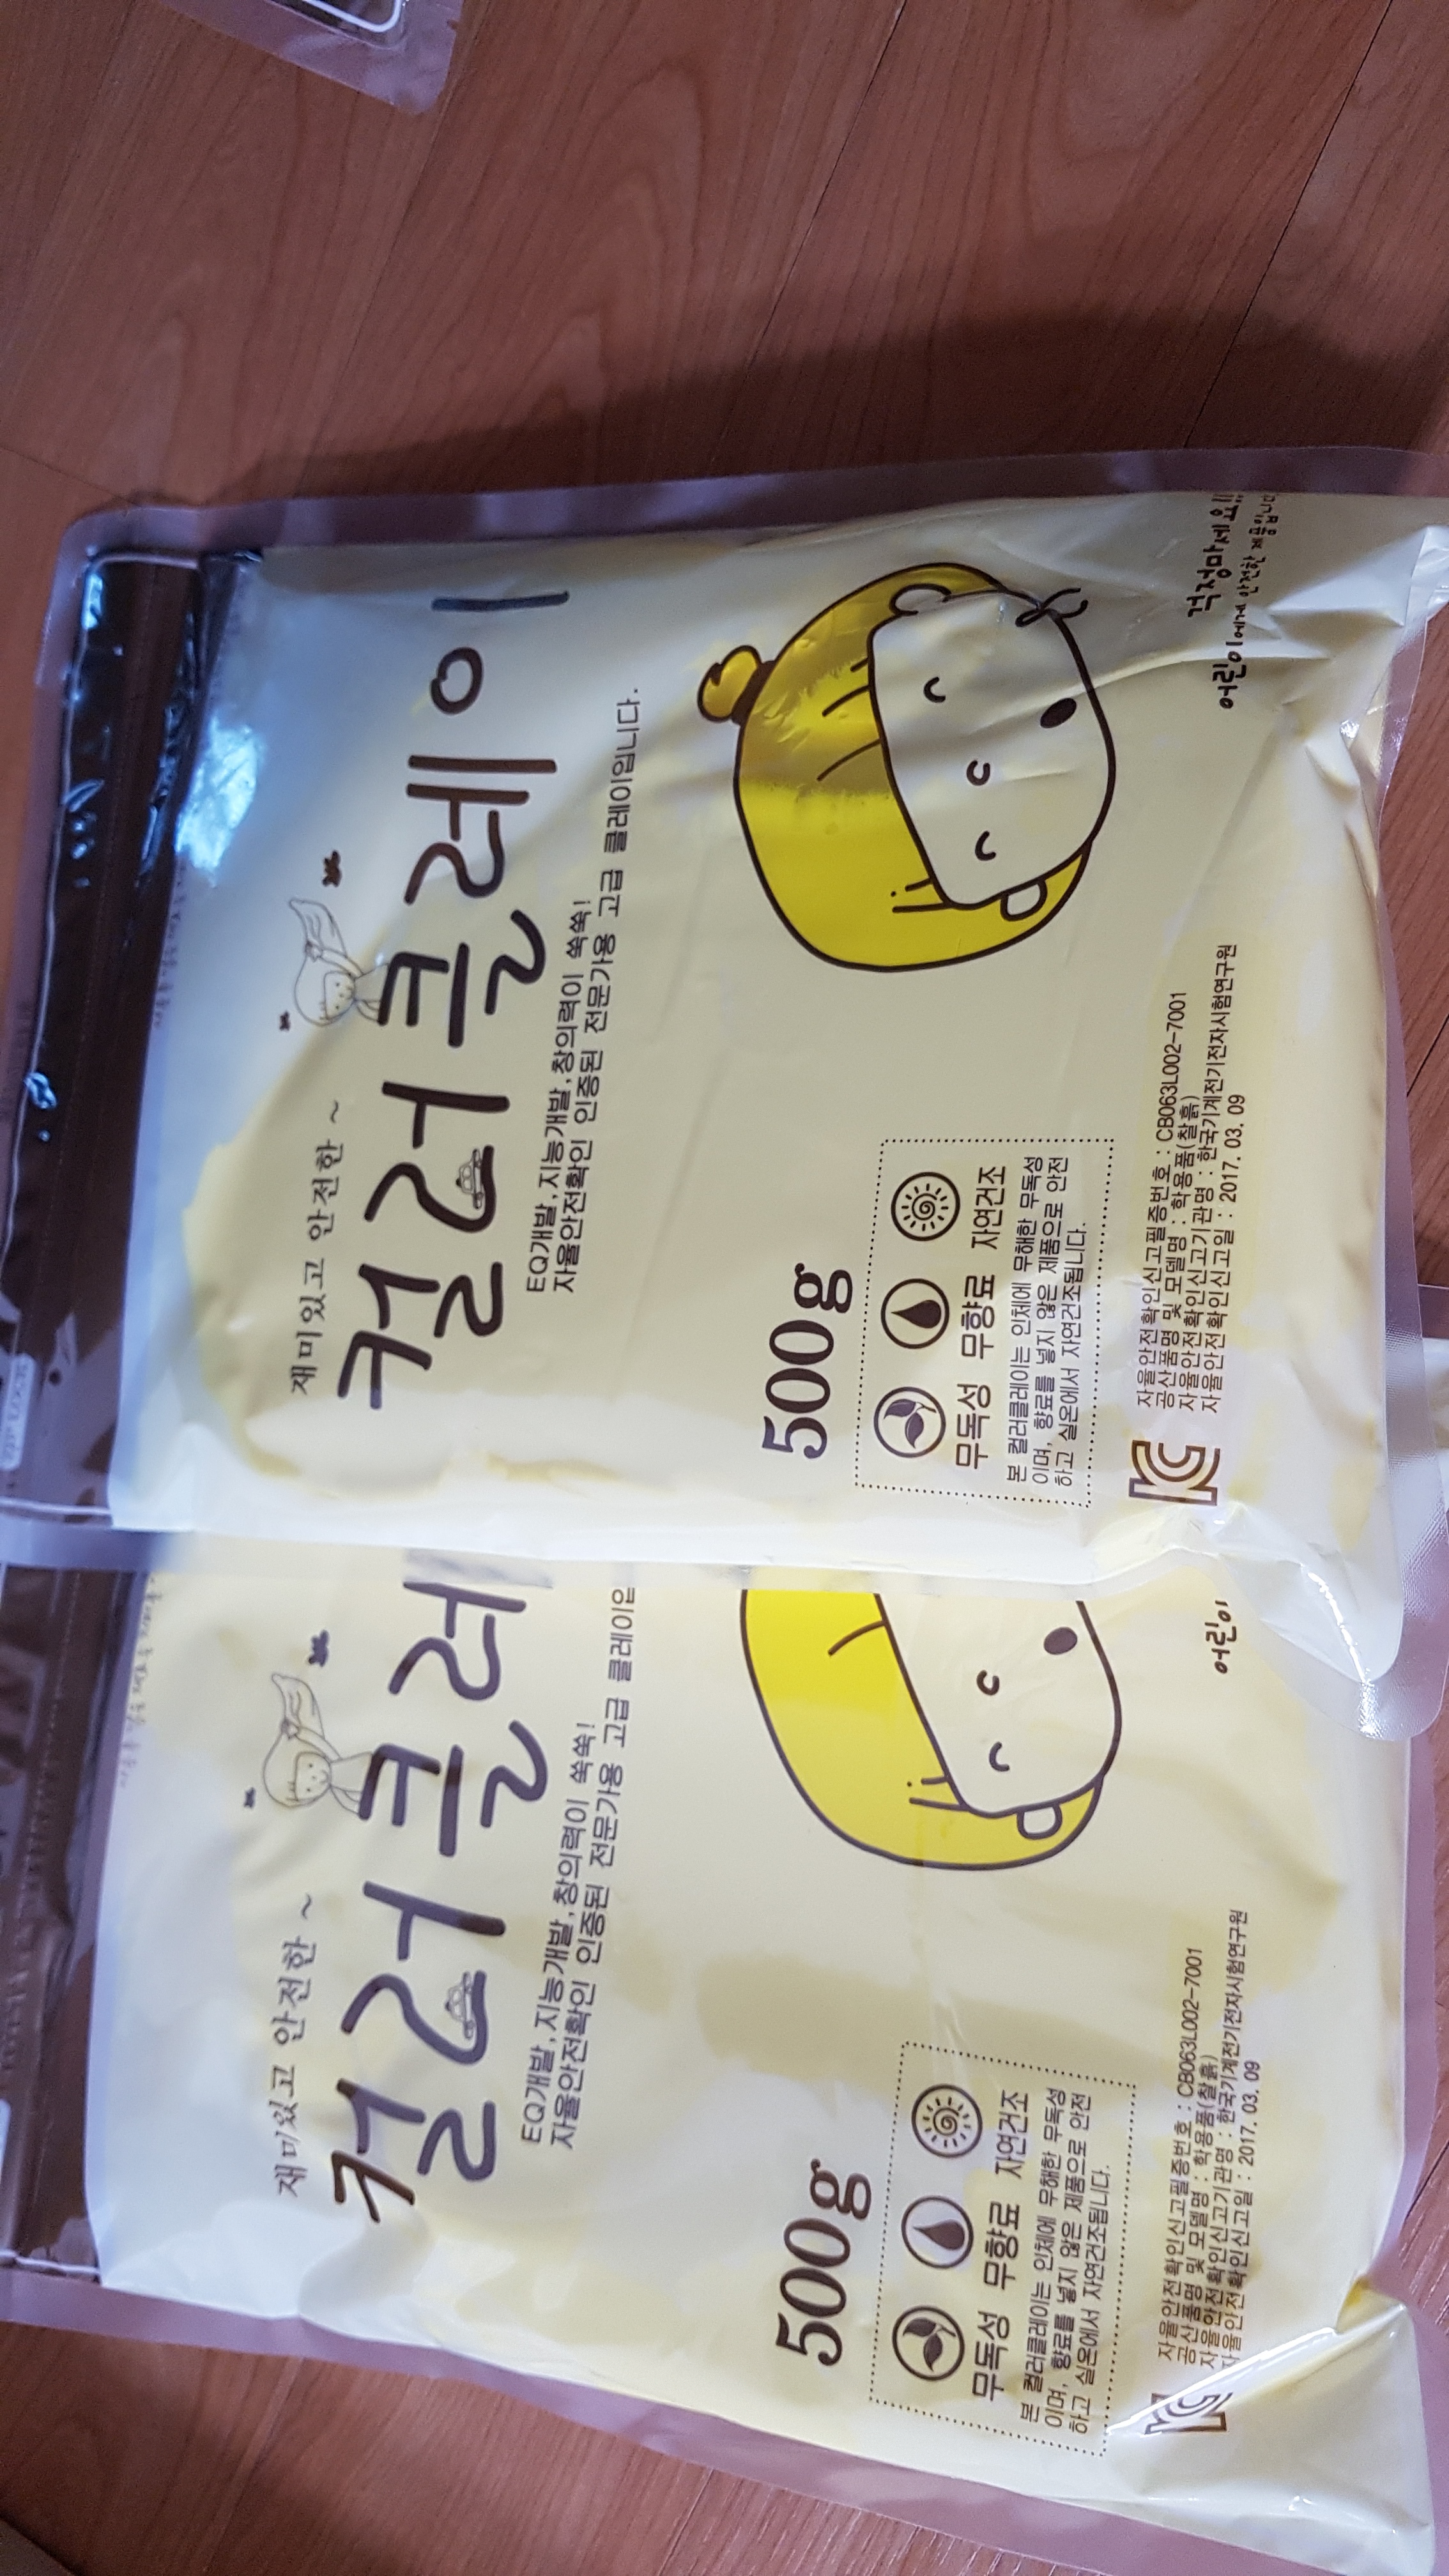 재미있고 안전한 ~
컬러클레이
EQ개발, 지능개발, 창의력이 쑥쑥!
자율안전확인 인증된 전문가용 고급 클레이입니다.
500g
무독성 무향료 자연건조
본 컬러클레이는 인체에 무해한 무독성
이며, 향료를 넣지 않은 제품으로 안전
하고 실온에서 자연건조됩니다.
자율안전확인신고필증번호 : CB063L002-7001
공산품명 및 모델명 : 학용품(찰흙)
자율안전확인신고기관명 : 한국기계전기전자시험연구원
자율안전확인신고일 : 2017. 03. 09
걱정마세요!!
어린이에게 안전한 제품입니다
재미있고 안전한 ~
컬러클레
EQ개발, 지능개발, 창의력이 쑥쑥!
자율안전확인 인증된 전문가용 고급 클레이입
500g
무독성 무향료 자연건조
본 컬러클레이는 인체에 무해한 무독성
이며, 향료를 넣지 않은 제품으로 안전
하고 실온에서 자연건조됩니다.
자율안전확인신고필증번호 : CB063L002-7001
공산품명 및 모델명 : 학용품(찰흙)
자율안전확인신고기관명 : 한국기계전기전자시험연구원
자율안전확인신고일 : 2017. 03. 09
어린이